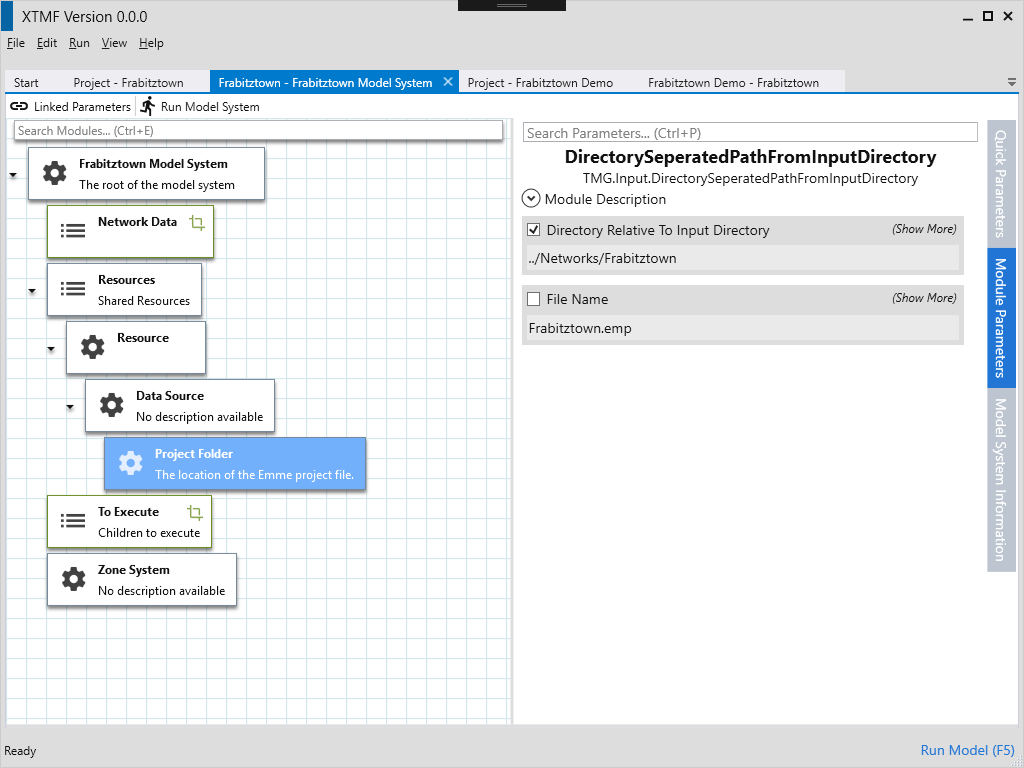 XTMF Version 0.0.0
File Edit Run View Help
Start Project - Frabitztown Frabitztown - Frabitztown Model System Project - Frabitztown Demo Frabitztown Demo - Frabitztown
Linked Parameters Run Model System
Search Modules... (Ctrl+E)
Frabitztown Model System
The root of the model system
Network Data
Resources
Shared Resources
Resource
Data Source
No description available
Project Folder
The location of the Emme project file.
To Execute
Children to execute
Zone System
No description available
Search Parameters... (Ctrl+P)
DirectorySeperatedPathFromInputDirectory
TMG.Input.DirectorySeperatedPathFromInputDirectory
Module Description
Directory Relative To Input Directory (Show More)
../Networks/Frabitztown
File Name (Show More)
Frabitztown.emp
Quick Parameters
Module Parameters
Model System Information
Ready
Run Model (F5)